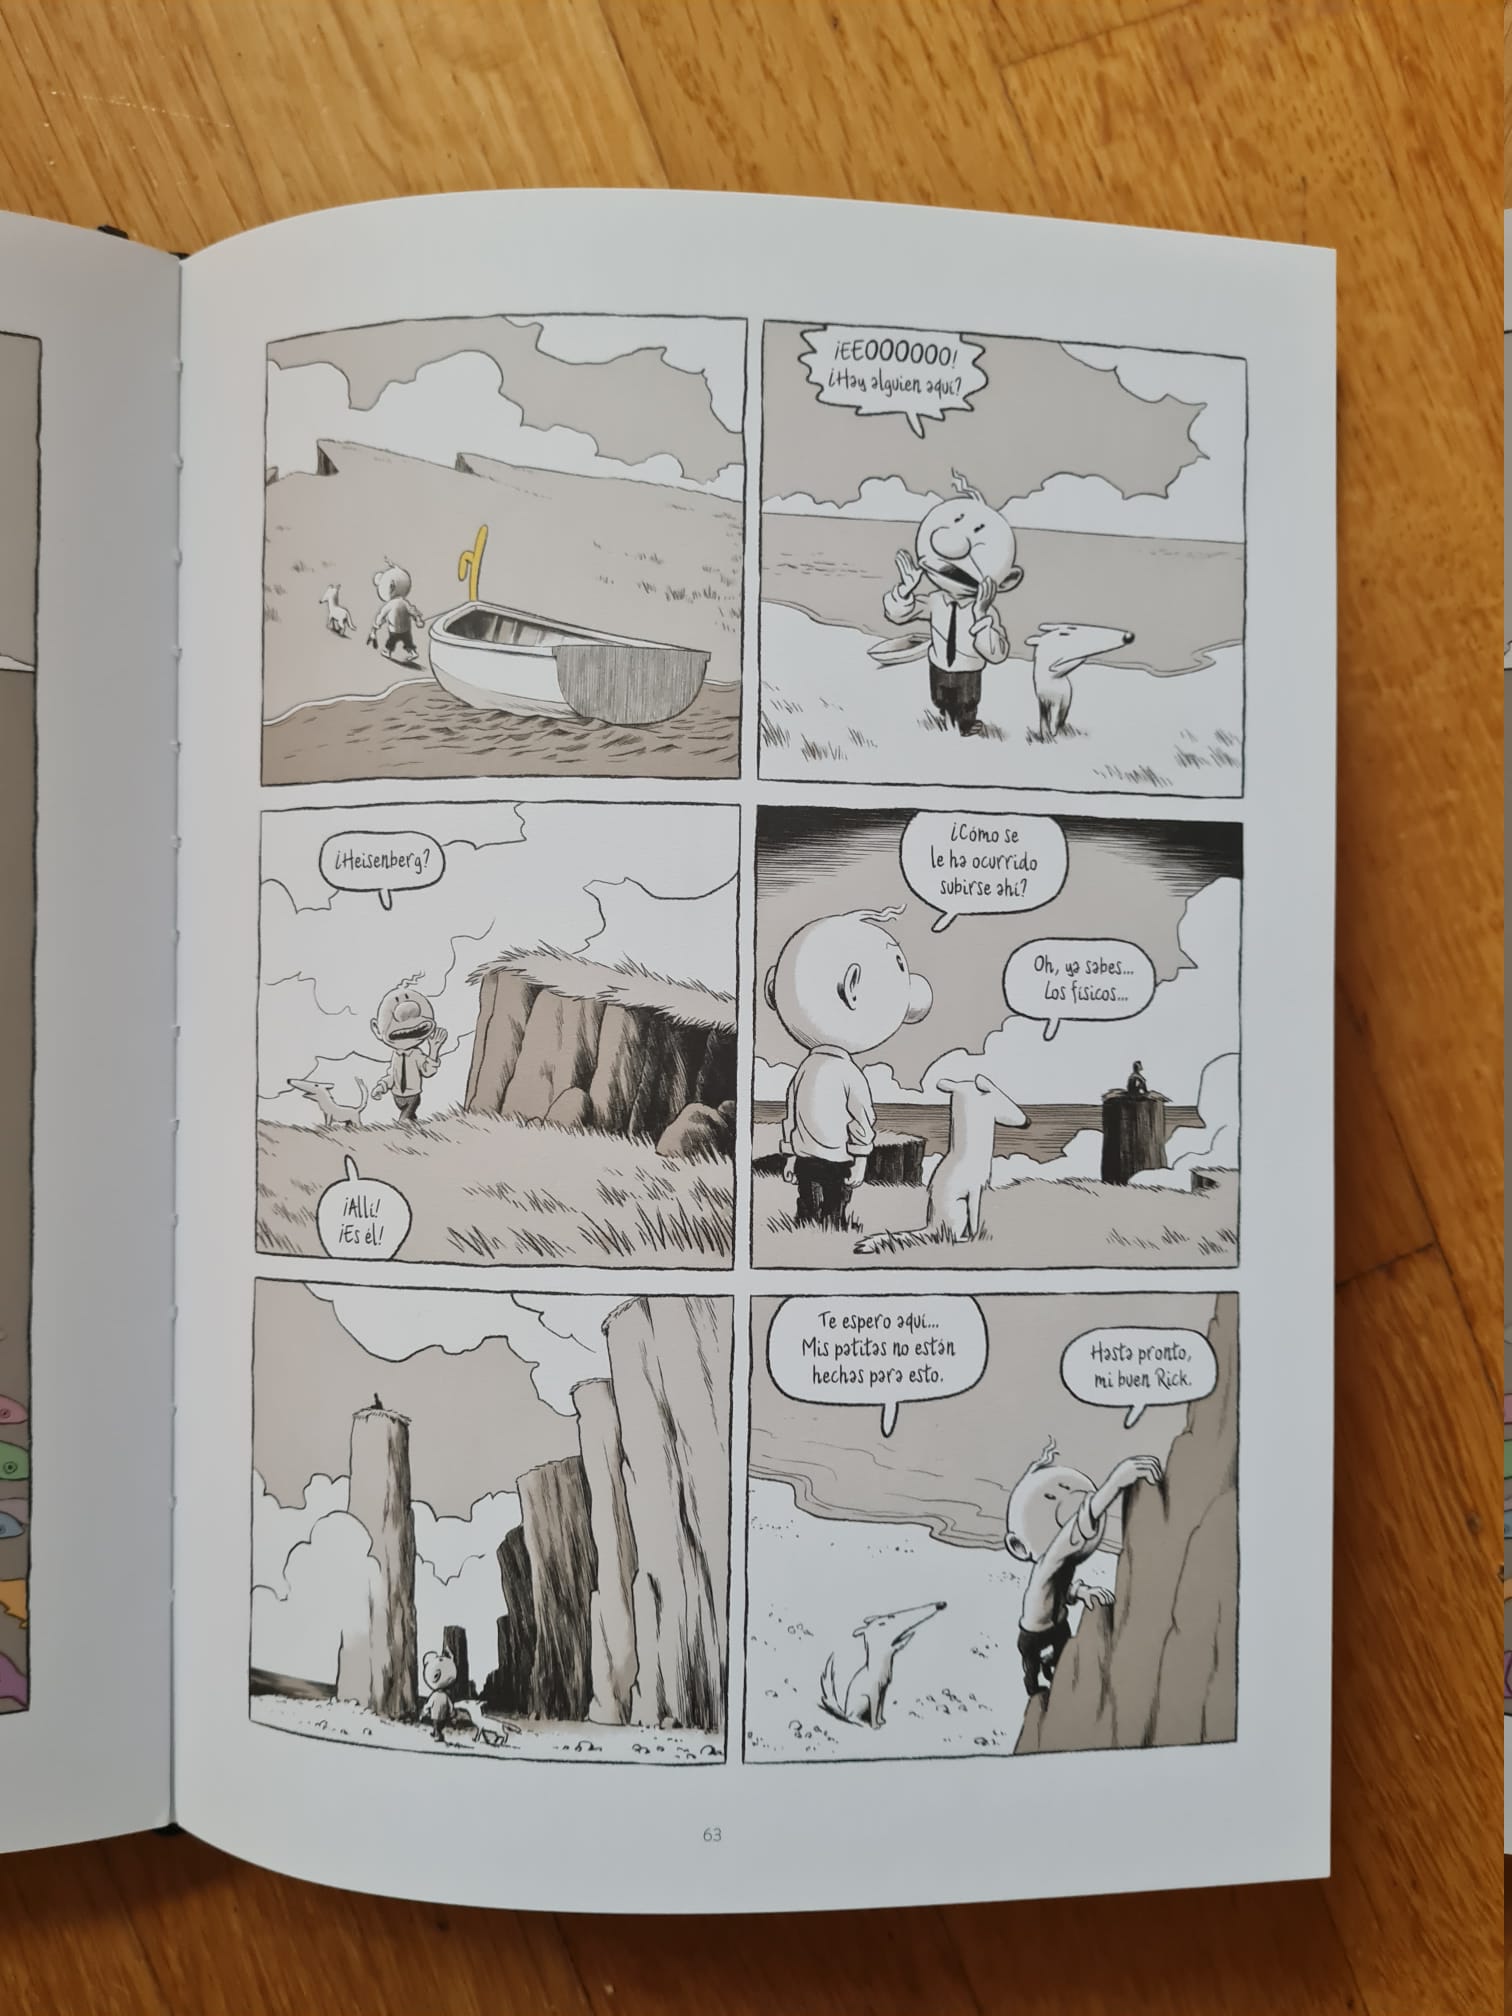 ¡EEOOOOOO!
¿Hay alguien aquí?
¿Heisenberg?
¡Allí!
¡Es él!
¿Cómo se
le ha ocurrido
subirse ahí?
Oh, ya sabes...
Los físicos...
Te espero aquí...
Mis patitas no están
hechas para esto.
Hasta pronto,
mi buen Rick.
63